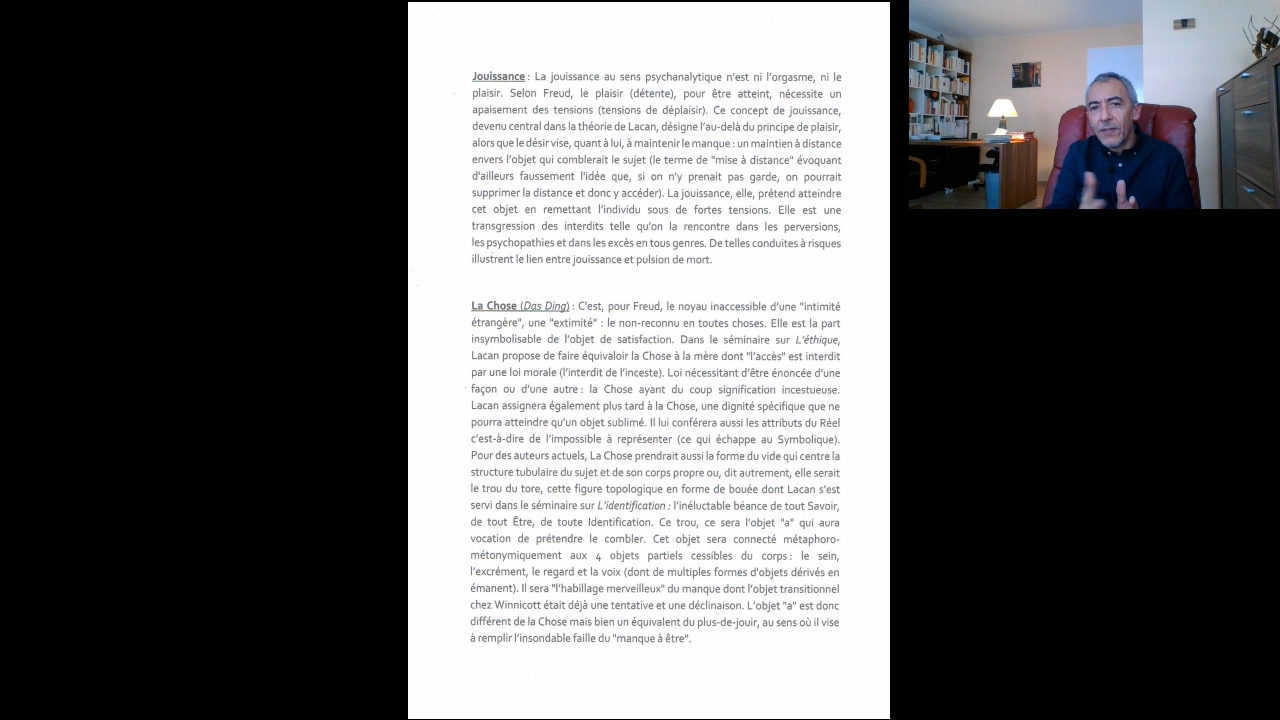 Jouissance : La jouissance au sens psychanalytique n'est ni l'orgasme, ni le
plaisir. Selon Freud, le plaisir (détente), pour être atteint, nécessite un
apaisement des tensions (tensions de déplaisir). Ce concept de jouissance,
devenu central dans la théorie de Lacan, désigne l'au-delà du principe de plaisir,
alors que le désir vise, quant à lui, à maintenir le manque : un maintien à distance
envers l'objet qui comblerait le sujet (le terme de "mise à distance" évoquant
d'ailleurs faussement l'idée que, si on n'y prenait pas garde, on pourrait
supprimer la distance et donc y accéder). La jouissance, elle, prétend atteindre
cet objet en remettant l'individu sous de fortes tensions. Elle est une
transgression des interdits telle qu'on la rencontre dans les perversions,
les psychopathies et dans les excès en tous genres. De telles conduites à risques
illustrent le lien entre jouissance et pulsion de mort.
La Chose (Das Ding) : C'est, pour Freud, le noyau inaccessible d'une "intimité
étrangère", une "extimité" : le non-reconnu en toutes choses. Elle est la part
insymbolisable de l'objet de satisfaction. Dans le séminaire sur L'éthique,
Lacan propose de faire équivaloir la Chose à la mère dont "l'accès" est interdit
par une loi morale (l'interdit de l'inceste). Loi nécessitant d'être énoncée d'une
façon ou d'une autre : la Chose ayant du coup signification incestueuse.
Lacan assignera également plus tard à la Chose, une dignité spécifique que ne
pourra atteindre qu'un objet sublimé. Il lui conférera aussi les attributs du Réel
c'est-à-dire de l'impossible à représenter (ce qui échappe au Symbolique).
Pour des auteurs actuels, La Chose prendrait aussi la forme du vide qui centre la
structure tubulaire du sujet et de son corps propre ou, dit autrement, elle serait
le trou du tore, cette figure topologique en forme de bouée dont Lacan s'est
servi dans le séminaire sur L'identification : l'inéluctable béance de tout Savoir,
de tout Être, de toute Identification. Ce trou, ce sera l'objet "a" qui aura
vocation de prétendre le combler. Cet objet sera connecté métaphoro-
métonymiquement aux 4 objets partiels cessibles du corps : le sein,
l'excrément, le regard et la voix (dont de multiples formes d'objets dérivés en
émanent). Il sera "l'habillage merveilleux" du manque dont l'objet transitionnel
chez Winnicott était déjà une tentative et une déclinaison. L'objet "a" est donc
différent de la Chose mais bien un équivalent du plus-de-jouir, au sens où il vise
à remplir l'insondable faille du "manque à être".